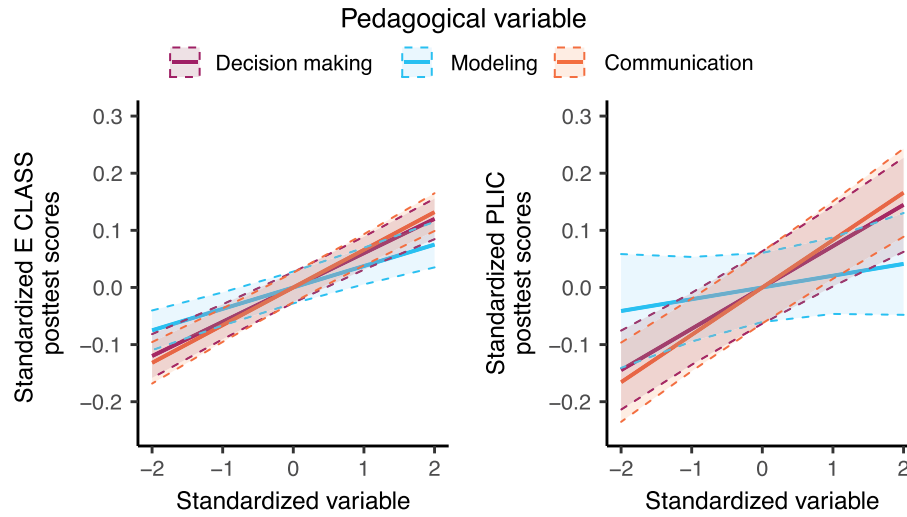 Pedagogical variable
Decision making
Modeling
Communication
Standardized E CLASS
posttest scores
0.3
0.2
0.1
0.0
−0.1
−0.2
−2
−1
0
1
2
Standardized variable
Standardized PLIC
posttest scores
0.3
0.2
0.1
0.0
−0.1
−0.2
−2
−1
0
1
2
Standardized variable